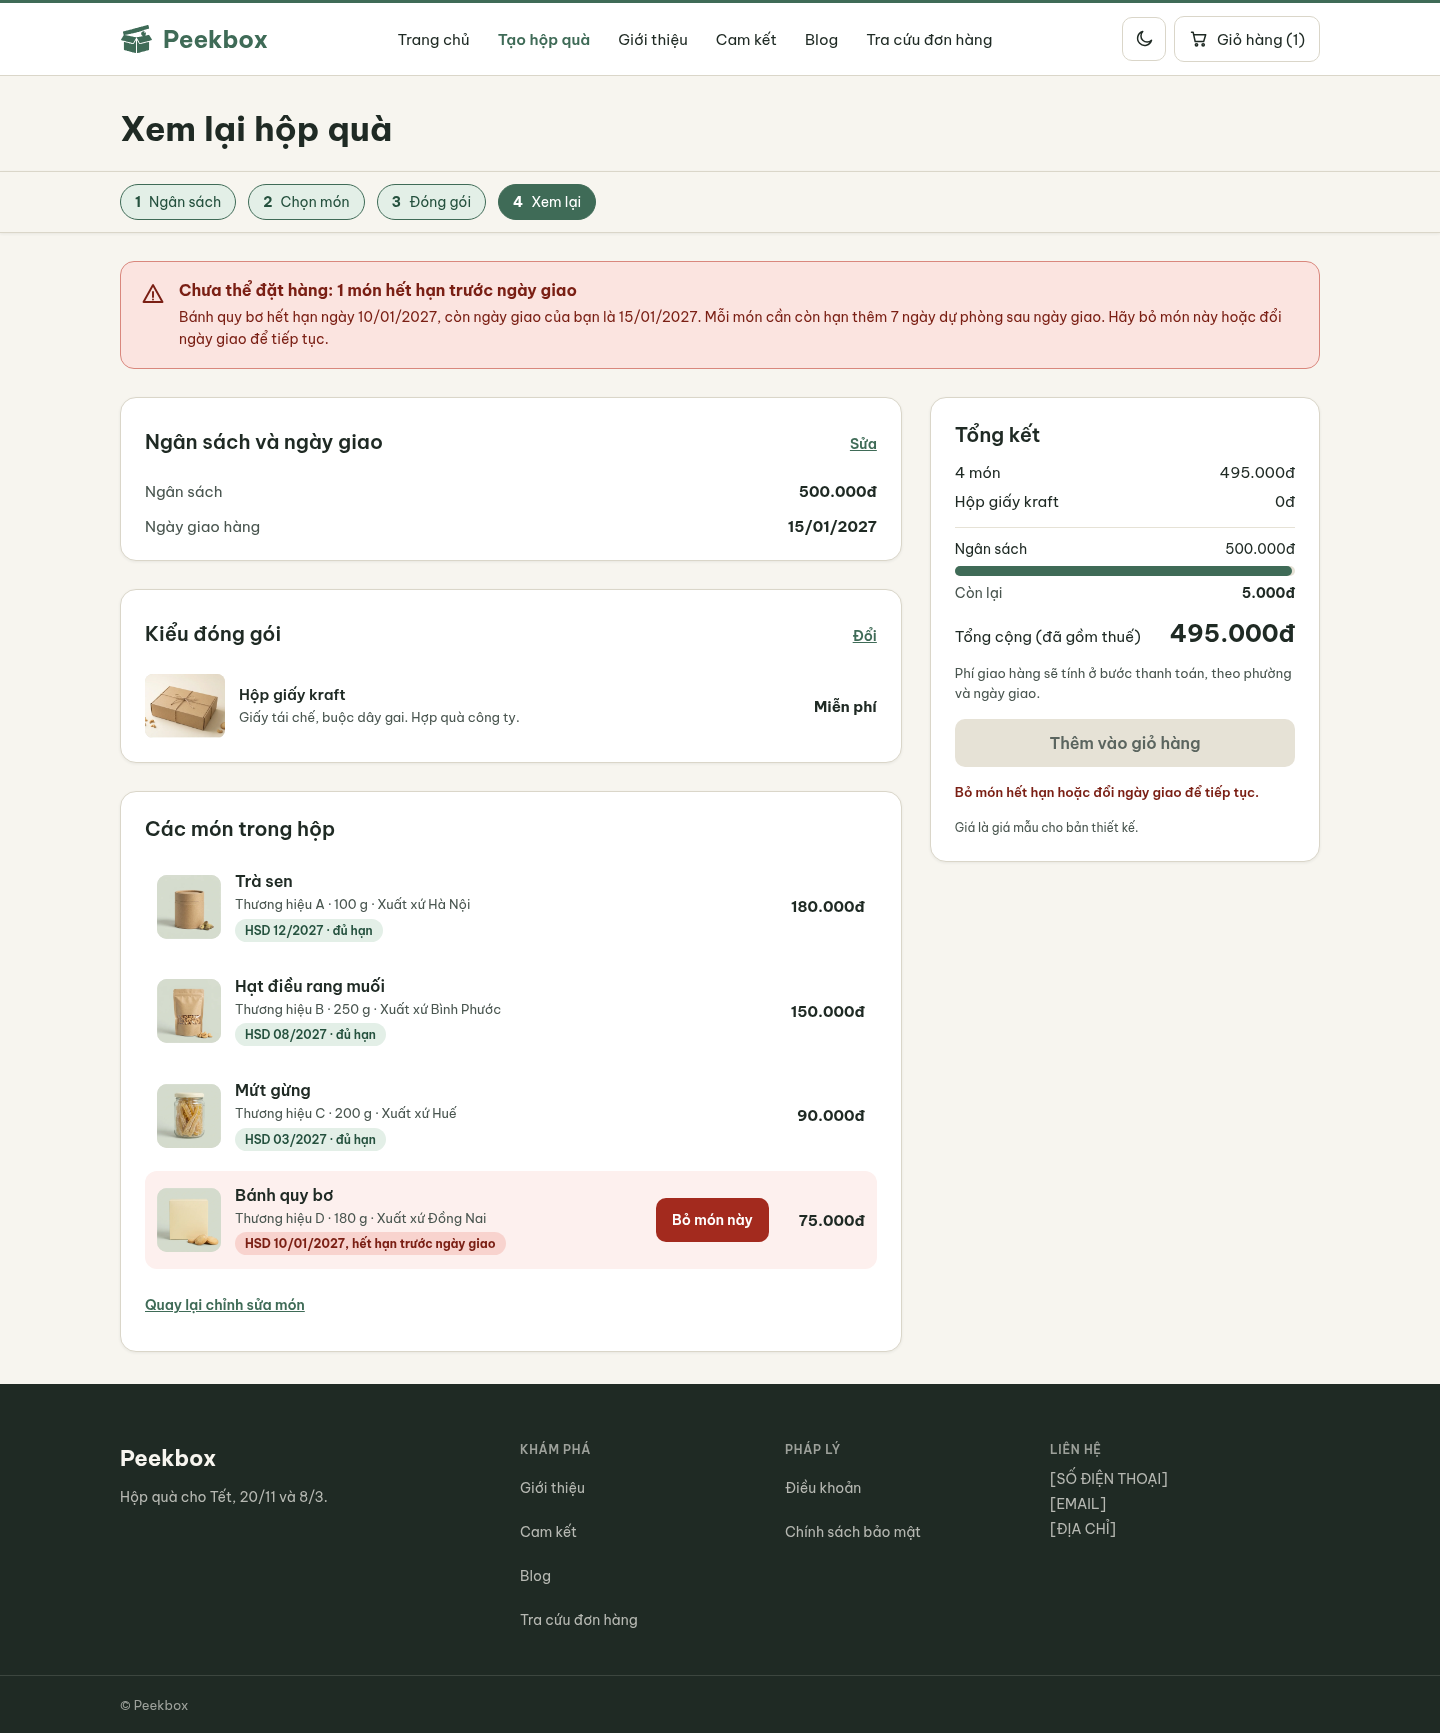 Peekbox
Trang chủ
Tạo hộp quà
Giới thiệu
Cam kết
Blog
Tra cứu đơn hàng
Giỏ hàng (1)
Xem lại hộp quà
1 Ngân sách
2 Chọn món
3 Đóng gói
4 Xem lại
Chưa thể đặt hàng: 1 món hết hạn trước ngày giao
Bánh quy bơ hết hạn ngày 10/01/2027, còn ngày giao của bạn là 15/01/2027. Mỗi món cần còn hạn thêm 7 ngày dự phòng sau ngày giao. Hãy bỏ món này hoặc đổi
ngày giao để tiếp tục.
Ngân sách và ngày giao
Sửa
Ngân sách
500.000đ
Ngày giao hàng
15/01/2027
Kiểu đóng gói
Đổi
Hộp giấy kraft
Giấy tái chế, buộc dây gai. Hợp quà công ty.
Miễn phí
Các món trong hộp
Trà sen
Thương hiệu A · 100 g · Xuất xứ Hà Nội
HSD 12/2027 · đủ hạn
180.000đ
Hạt điều rang muối
Thương hiệu B · 250 g · Xuất xứ Bình Phước
HSD 08/2027 · đủ hạn
150.000đ
Mứt gừng
Thương hiệu C · 200 g · Xuất xứ Huế
HSD 03/2027 · đủ hạn
90.000đ
Bánh quy bơ
Thương hiệu D · 180 g · Xuất xứ Đồng Nai
HSD 10/01/2027, hết hạn trước ngày giao
Bỏ món này
75.000đ
Quay lại chỉnh sửa món
Tổng kết
4 món
495.000đ
Hộp giấy kraft
0đ
Ngân sách
500.000đ
Còn lại
5.000đ
Tổng cộng (đã gồm thuế)
495.000đ
Phí giao hàng sẽ tính ở bước thanh toán, theo phường
và ngày giao.
Thêm vào giỏ hàng
Bỏ món hết hạn hoặc đổi ngày giao để tiếp tục.
Giá là giá mẫu cho bản thiết kế.
Peekbox
Hộp quà cho Tết, 20/11 và 8/3.
KHÁM PHÁ
Giới thiệu
Cam kết
Blog
Tra cứu đơn hàng
PHÁP LÝ
Điều khoản
Chính sách bảo mật
LIÊN HỆ
[SỐ ĐIỆN THOẠI]
[EMAIL]
[ĐỊA CHỈ]
© Peekbox